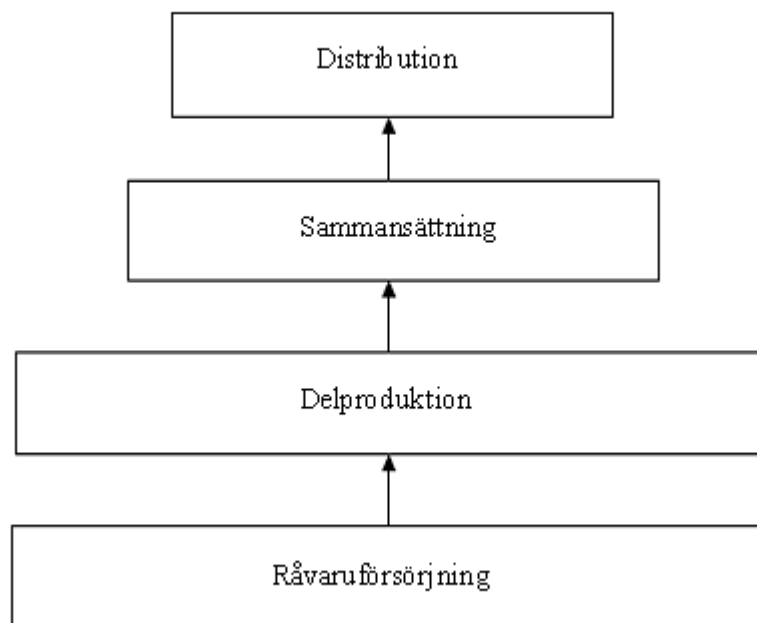 Distribution
Sammansättning
Delproduktion
Råvaruförsörjning